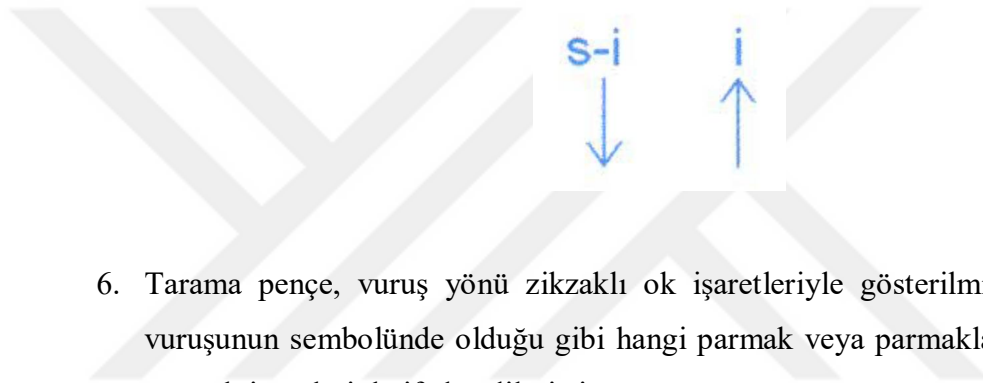 s-i i
6. Tarama pençe, vuruş yönü zikzaklı ok işaretleriyle gösterilm
vuruşunun sembolünde olduğu gibi hangi parmak veya parmakla